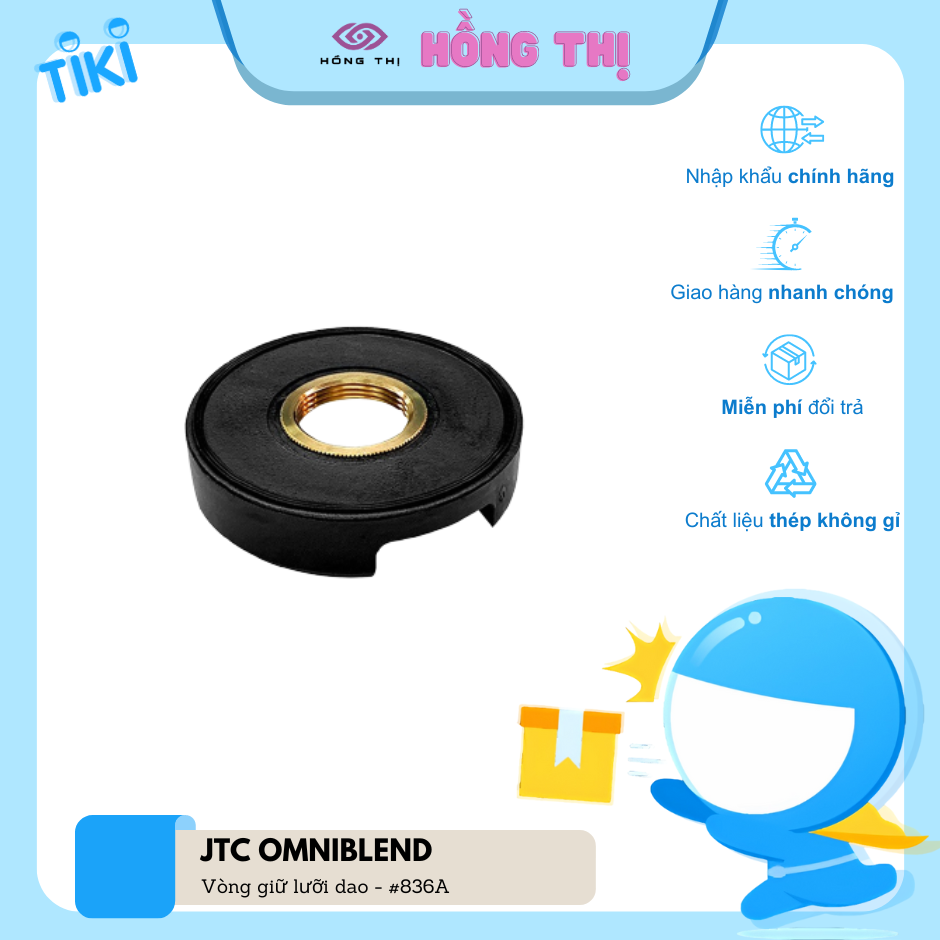 TIKI
HỒNG THỊ
HỒNG THỊ
Nhập khẩu chính hãng
Giao hàng nhanh chóng
Miễn phí đổi trả
Chất liệu thép không gỉ
JTC OMNIBLEND
Vòng giữ lưỡi dao - #836A